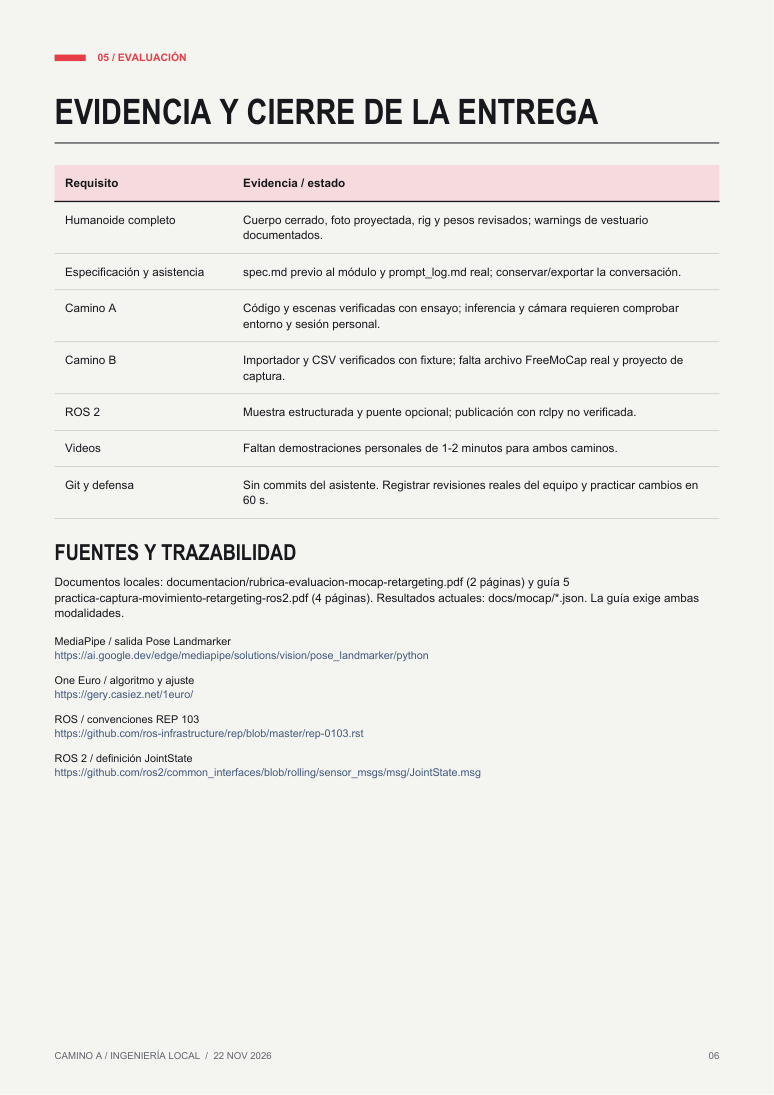 05 / EVALUACIÓN
EVIDENCIA Y CIERRE DE LA ENTREGA
Requisito Evidencia / estado
Humanoide completo Cuerpo cerrado, foto proyectada, rig y pesos revisados; warnings de vestuario
documentados.
Especificación y asistencia spec.md previo al módulo y prompt_log.md real; conservar/exportar la conversación.
Camino A Código y escenas verificadas con ensayo; inferencia y cámara requieren comprobar
entorno y sesión personal.
Camino B Importador y CSV verificados con fixture; falta archivo FreeMoCap real y proyecto de
captura.
ROS 2 Muestra estructurada y puente opcional; publicación con rclpy no verificada.
Videos Faltan demostraciones personales de 1-2 minutos para ambos caminos.
Git y defensa Sin commits del asistente. Registrar revisiones reales del equipo y practicar cambios en
60 s.
FUENTES Y TRAZABILIDAD
Documentos locales: documentacion/rubrica-evaluacion-mocap-retargeting.pdf (2 páginas) y guía 5
practica-captura-movimiento-retargeting-ros2.pdf (4 páginas). Resultados actuales: docs/mocap/*.json. La guía exige ambas
modalidades.
MediaPipe / salida Pose Landmarker
https://ai.google.dev/edge/mediapipe/solutions/vision/pose_landmarker/python
One Euro / algoritmo y ajuste
https://gery.casiez.net/1euro/
ROS / convenciones REP 103
https://github.com/ros-infrastructure/rep/blob/master/rep-0103.rst
ROS 2 / definición JointState
https://github.com/ros2/common_interfaces/blob/rolling/sensor_msgs/msg/JointState.msg
CAMINO A / INGENIERÍA LOCAL / 22 NOV 2026 06